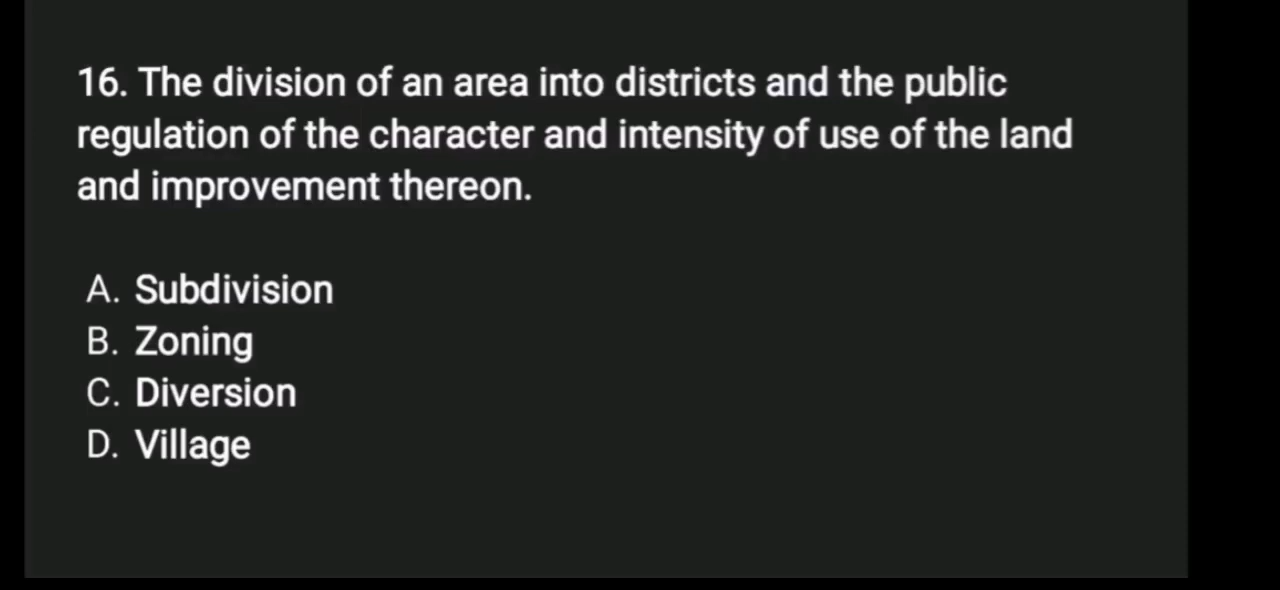 16. The division of an area into districts and the public
regulation of the character and intensity of use of the land
and improvement thereon.
A. Subdivision
B. Zoning
C. Diversion
D. Village